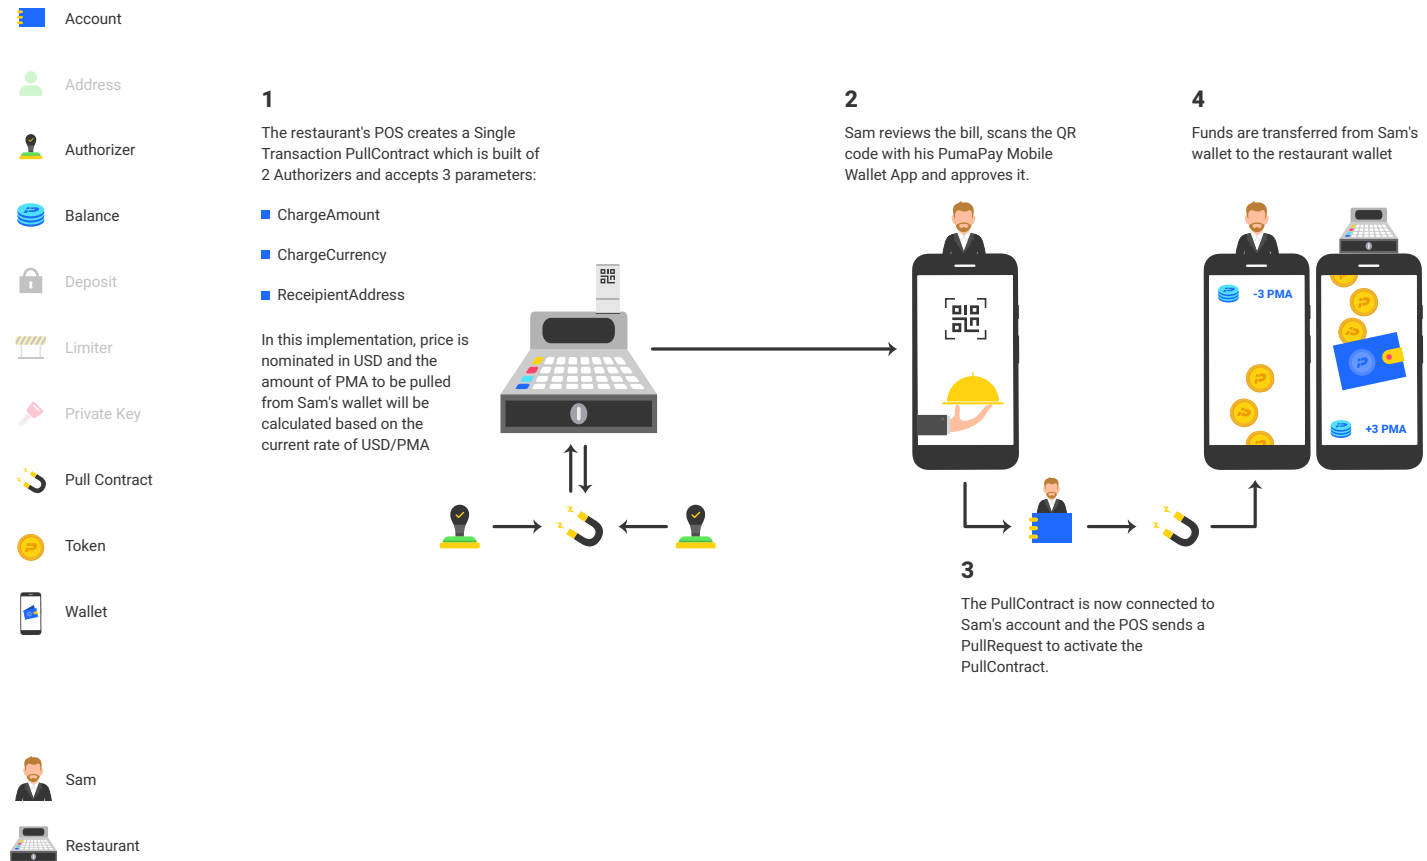 Account
Address
Authorizer
Balance
Deposit
Limiter
Private Key
Pull Contract
Token
Wallet
Sam
Restaurant
1
The restaurant's POS creates a Single
Transaction PullContract which is built of
2 Authorizers and accepts 3 parameters:
ChargeAmount
ChargeCurrency
ReceipientAddress
In this implementation, price is
nominated in USD and the
amount of PMA to be pulled
from Sam's wallet will be
calculated based on the
current rate of USD/PMA
2
Sam reviews the bill, scans the QR
code with his PumaPay Mobile
Wallet App and approves it.
3
The PullContract is now connected to
Sam's account and the POS sends a
PullRequest to activate the
PullContract.
4
Funds are transferred from Sam's
wallet to the restaurant wallet
-3 PMA
+3 PMA